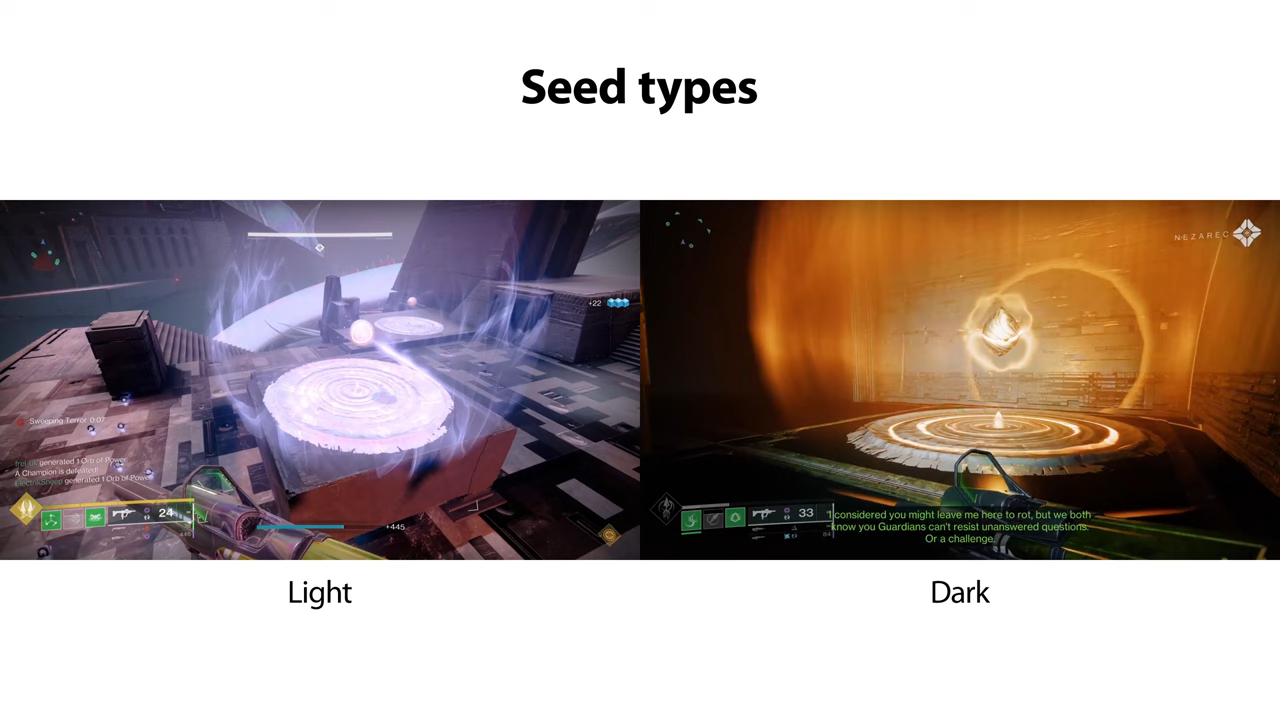 Seed types
+22
Sweeping Terror 0:07
generated 1 Orb of Power
A Champion is defeated!
ElectrikSheep generated 1 Orb of Power
24
+445
NEZAREC
33
84
I considered you might leave me here to rot, but we both
know you Guardians can't resist unanswered questions.
Or a challenge.
Light
Dark